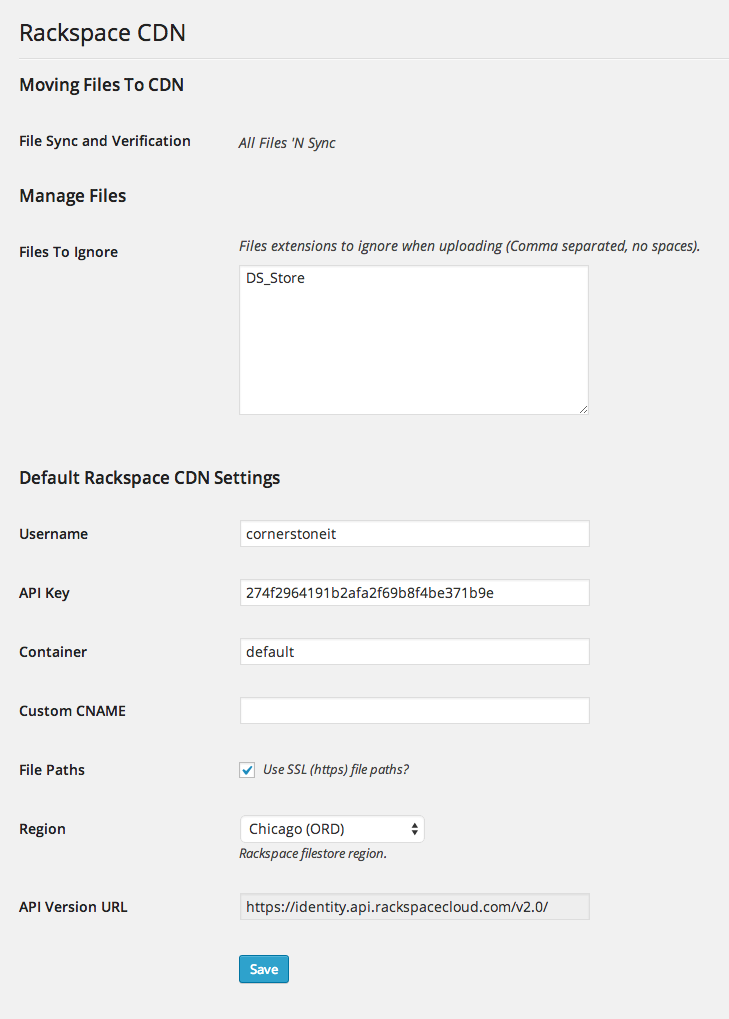 Rackspace CDN
Moving Files To CDN
File Sync and Verification
All Files 'N Sync
Manage Files
Files To Ignore
Files extensions to ignore when uploading (Comma separated, no spaces).
DS_Store
Default Rackspace CDN Settings
Username
cornerstoneit
API Key
274f2964191b2afa2f69b8f4be371b9e
Container
default
Custom CNAME
File Paths
Use SSL (https) file paths?
Region
Chicago (ORD)
Rackspace filestore region.
API Version URL
https://identity.api.rackspacecloud.com/v2.0/
Save